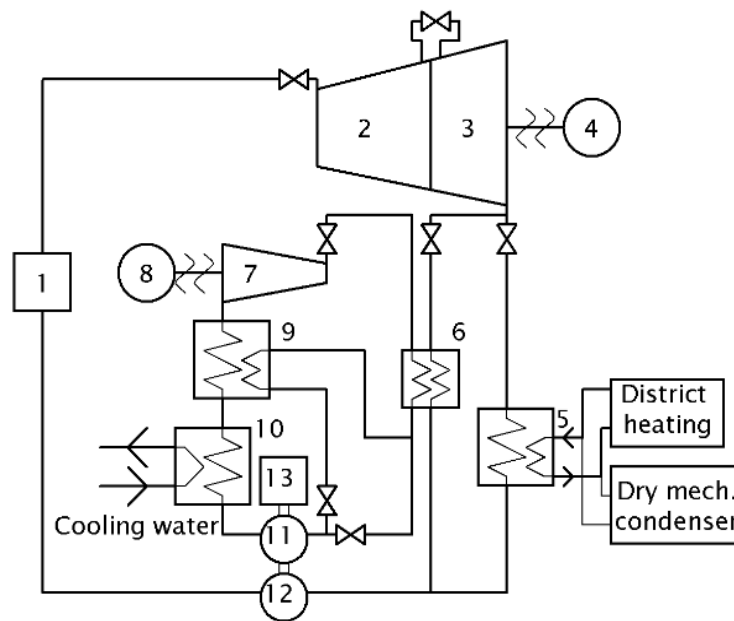 2
3
4
1
8
7
9
6
5
District
heating
10
13
Dry mech.
condenser
Cooling water
11
12